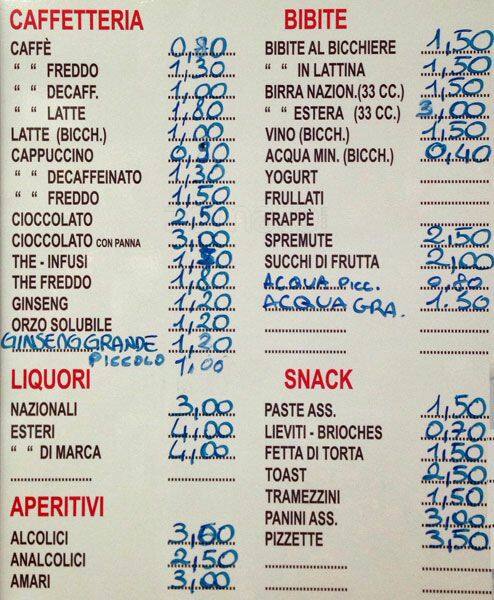 CAFFETTERIA
CAFFÈ 0,80
" " FREDDO 1,30
" " DECAFF. 1,00
" " LATTE 1,80
LATTE (BICCH.) 1,00
CAPPUCCINO 0,90
" " DECAFFEINATO 1,30
" " FREDDO 1,50
CIOCCOLATO 2,50
CIOCCOLATO CON PANNA 3,00
THE - INFUSI
THE FREDDO 1,80
GINSENG 1,20
ORZO SOLUBILE 1,20
GINSENG GRANDE 1,20
PICCOLO 1,00
LIQUORI
NAZIONALI 3,00
ESTERI 4,00
" " DI MARCA 4,00
APERITIVI
ALCOLICI 3,50
ANALCOLICI 2,50
AMARI 3,00
BIBITE
BIBITE AL BICCHIERE 1,50
" " IN LATTINA 1,50
BIRRA NAZION.(33 CC.) 1,50
" " ESTERA (33 CC.) 3,00
VINO (BICCH.) 1,50
ACQUA MIN. (BICCH.) 0,40
YOGURT
FRULLATI
FRAPPÈ
SPREMUTE 2,50
SUCCHI DI FRUTTA 2,00
ACQUA PICC. 0.80
ACQUA GRA. 1.50
SNACK
PASTE ASS. 1,50
LIEVITI - BRIOCHES 0,70
FETTA DI TORTA 1,50
TOAST 2,50
TRAMEZZINI 1,50
PANINI ASS. 3,00
PIZZETTE 3,50